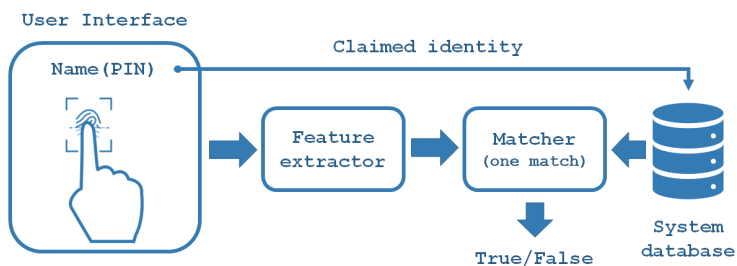 User Interface
Claimed identity
Name(PIN)
Feature
extractor
Matcher
(one match)
True/False
System
database